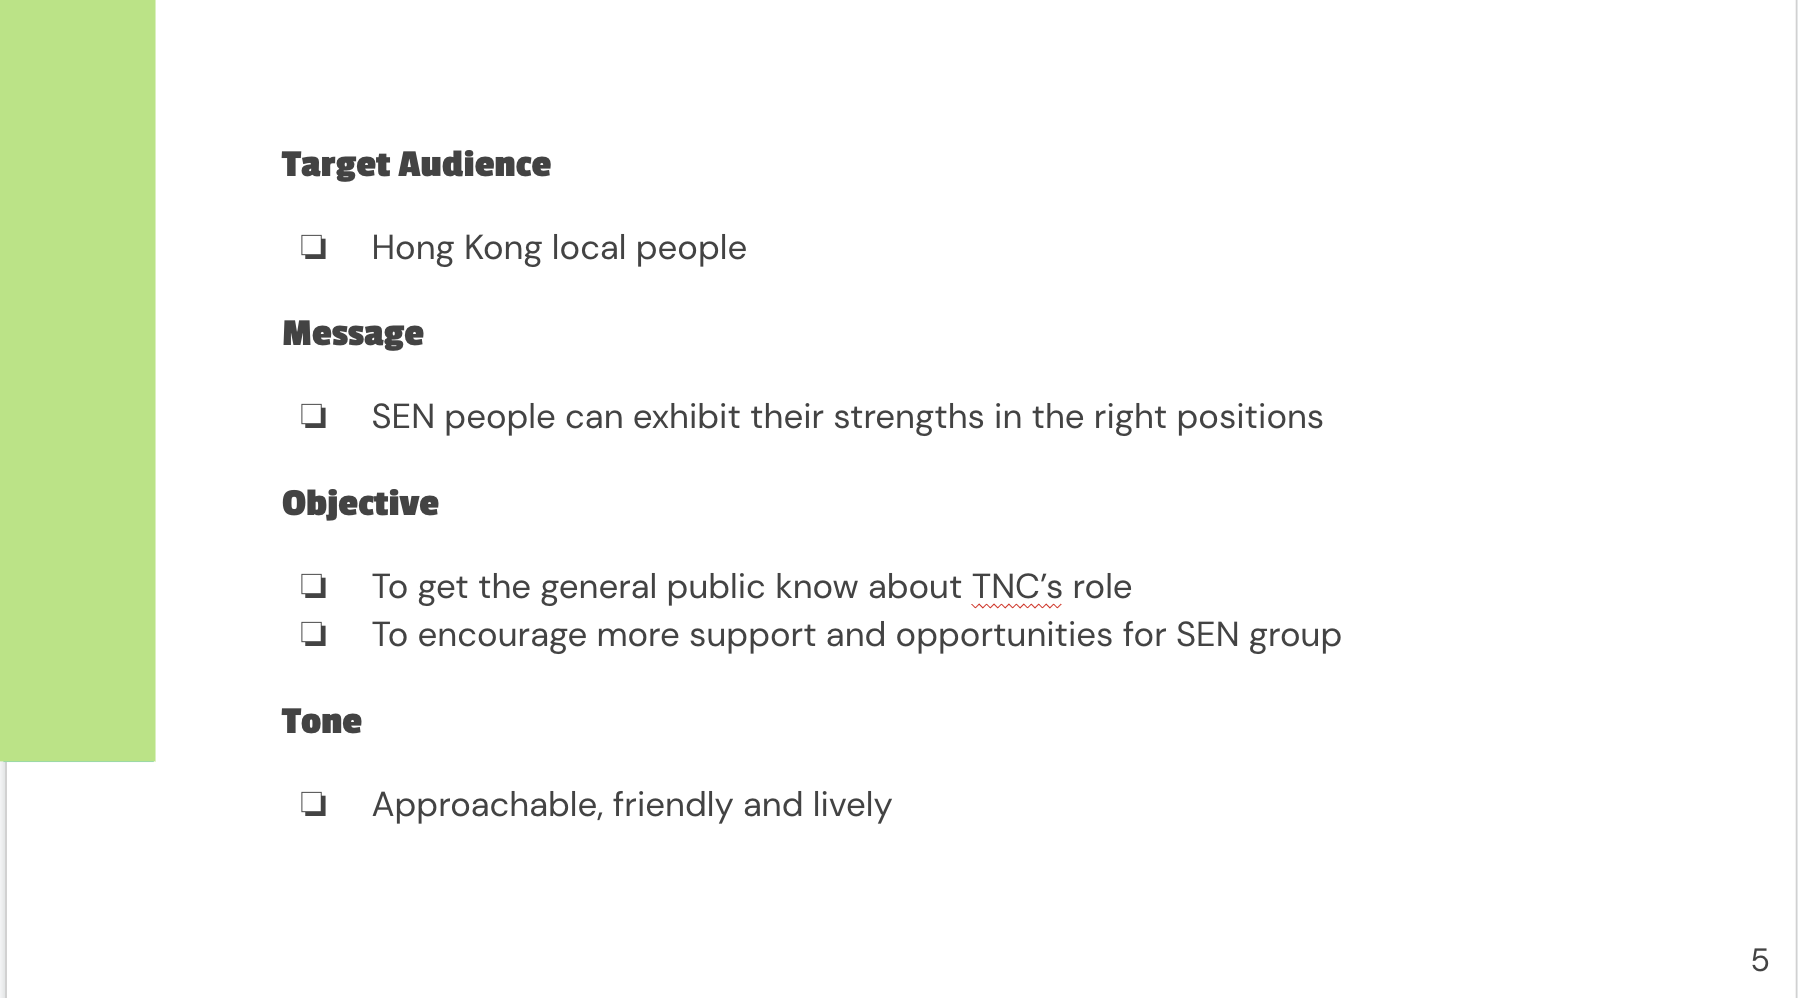 Target Audience
❏ Hong Kong local people
Message
❏ SEN people can exhibit their strengths in the right positions
Objective
❏ To get the general public know about TNC’s role
❏ To encourage more support and opportunities for SEN group
Tone
❏ Approachable, friendly and lively
5